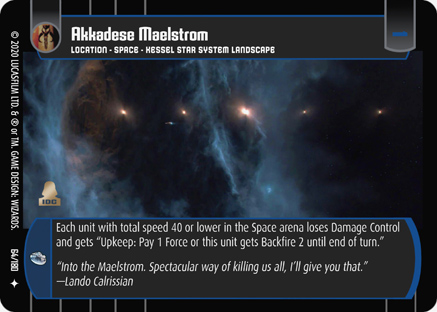 Akkadese Maelstrom
LOCATION - SPACE - KESSEL STAR SYSTEM LANDSCAPE
© 2020 LUCASFILM LTD. & ® or TM. GAME DESIGN: WIZARDS.
IDC
64/180
Each unit with total speed 40 or lower in the Space arena loses Damage Control
and gets “Upkeep: Pay 1 Force or this unit gets Backfire 2 until end of turn.”
“Into the Maelstrom. Spectacular way of killing us all, I’ll give you that.”
—Lando Calrissian